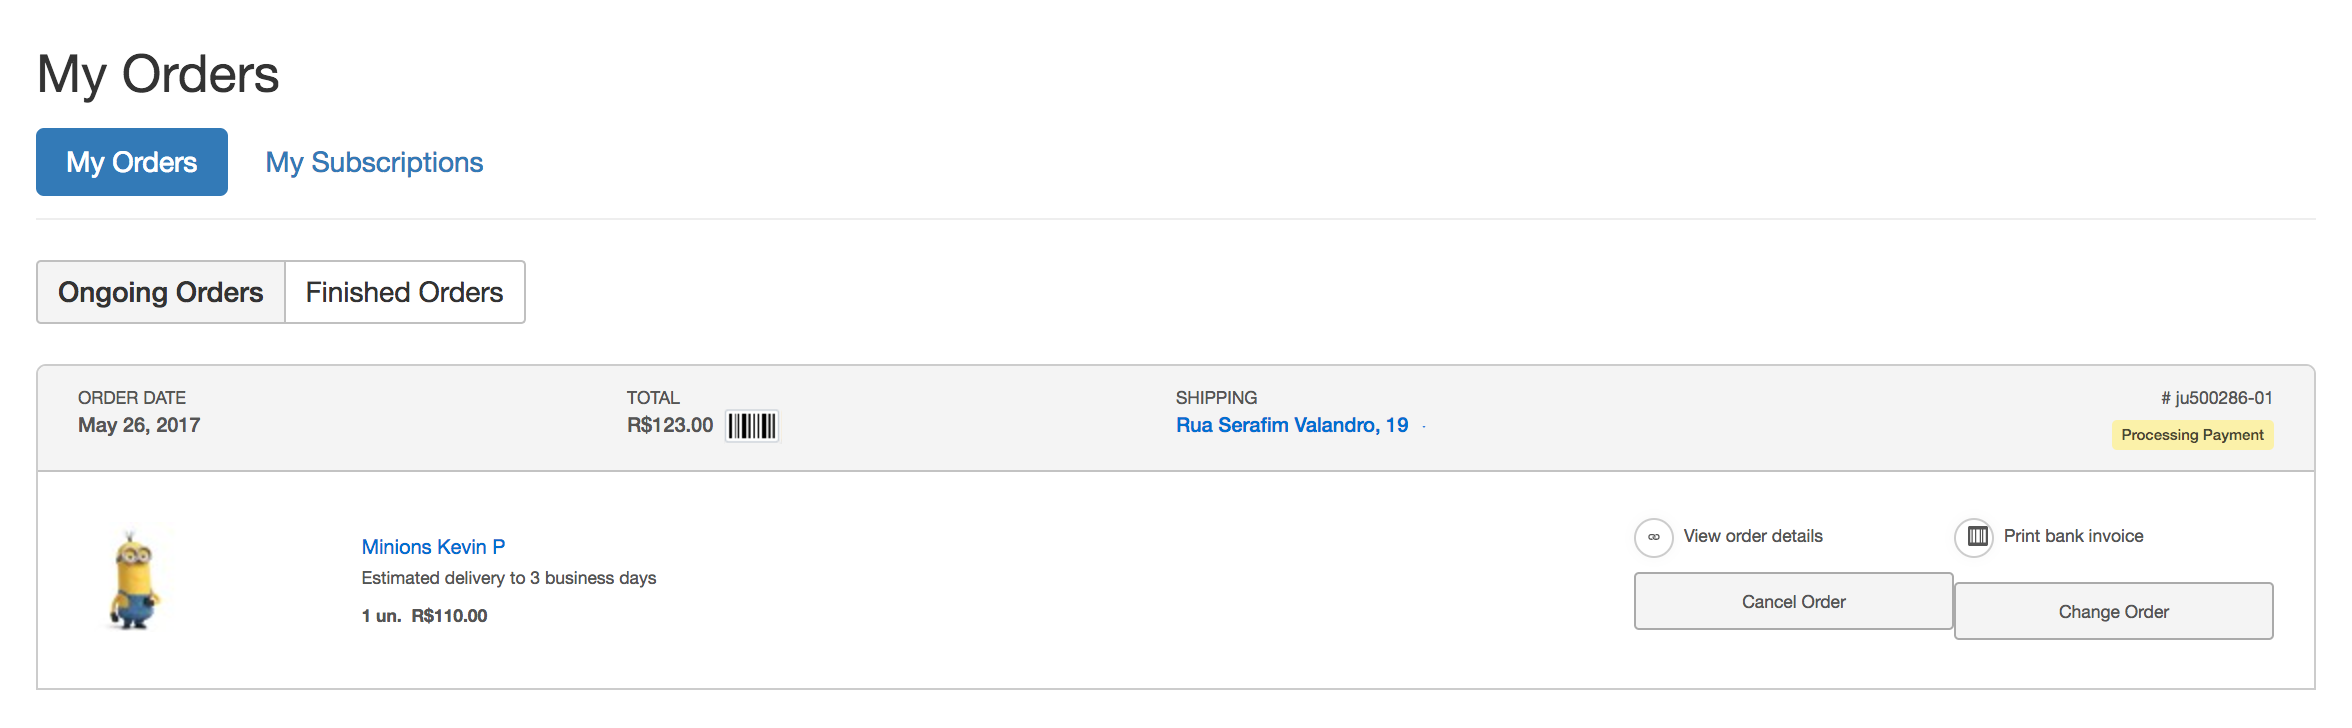 My Orders
My Orders My Subscriptions
Ongoing Orders Finished Orders
ORDER DATE TOTAL SHIPPING # ju500286-01
May 26, 2017 R$123.00 Rua Serafim Valandro, 19 -
Processing Payment
View order details Print bank invoice
Minions Kevin P
Estimated delivery to 3 business days
Cancel Order Change Order
1 un. R$110.00